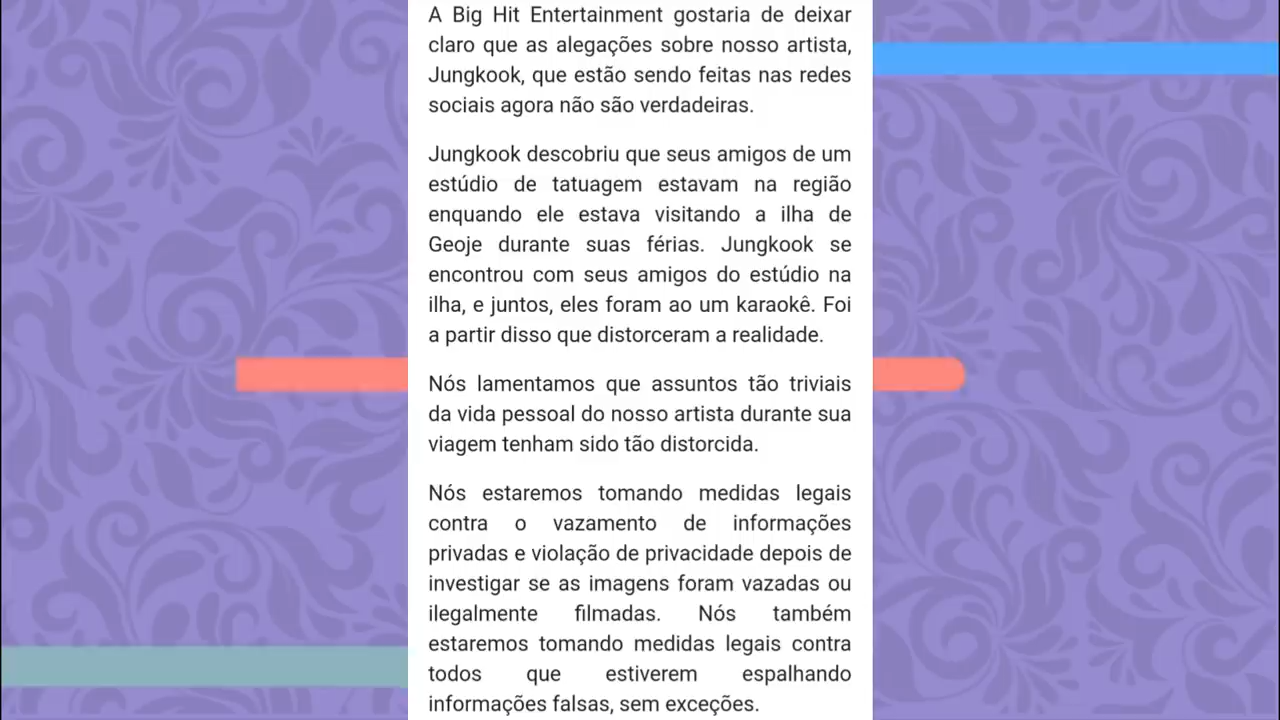 A Big Hit Entertainment gostaria de deixar
claro que as alegações sobre nosso artista,
Jungkook, que estão sendo feitas nas redes
sociais agora não são verdadeiras.
Jungkook descobriu que seus amigos de um
estúdio de tatuagem estavam na região
enquando ele estava visitando a ilha de
Geoje durante suas férias. Jungkook se
encontrou com seus amigos do estúdio na
ilha, e juntos, eles foram ao um karaokê. Foi
a partir disso que distorceram a realidade.
Nós lamentamos que assuntos tão triviais
da vida pessoal do nosso artista durante sua
viagem tenham sido tão distorcida.
Nós estaremos tomando medidas legais
contra o vazamento de informações
privadas e violação de privacidade depois de
investigar se as imagens foram vazadas ou
ilegalmente filmadas. Nós também
estaremos tomando medidas legais contra
todos que estiverem espalhando
informações falsas, sem exceções.